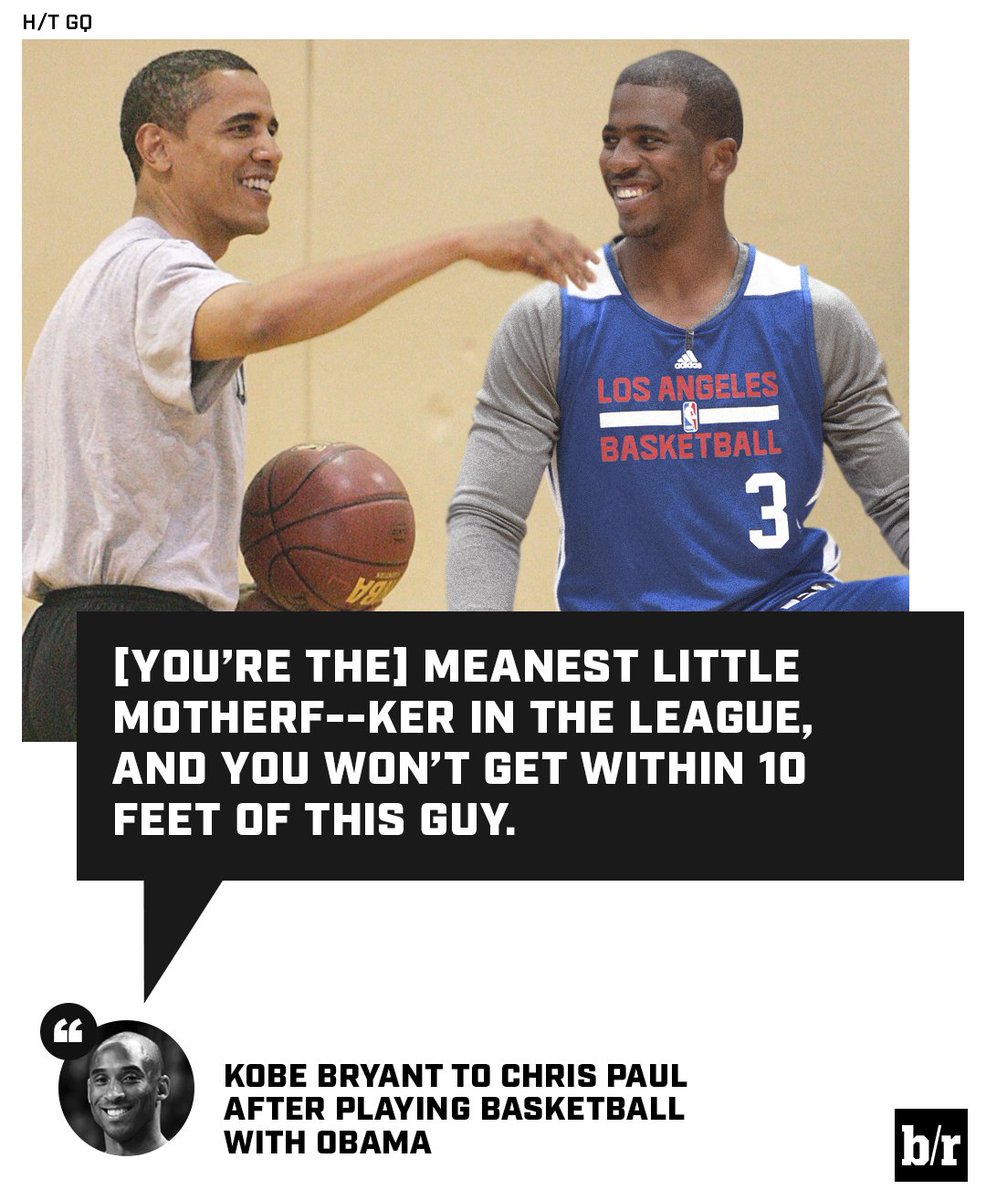 H/T GQ
adidas
LOS ANGELES
BASKETBALL
3
[YOU'RE THE] MEANEST LITTLE
MOTHERF--KER IN THE LEAGUE,
AND YOU WON'T GET WITHIN 10
FEET OF THIS GUY.
“
KOBE BRYANT TO CHRIS PAUL
AFTER PLAYING BASKETBALL
WITH OBAMA
b/r